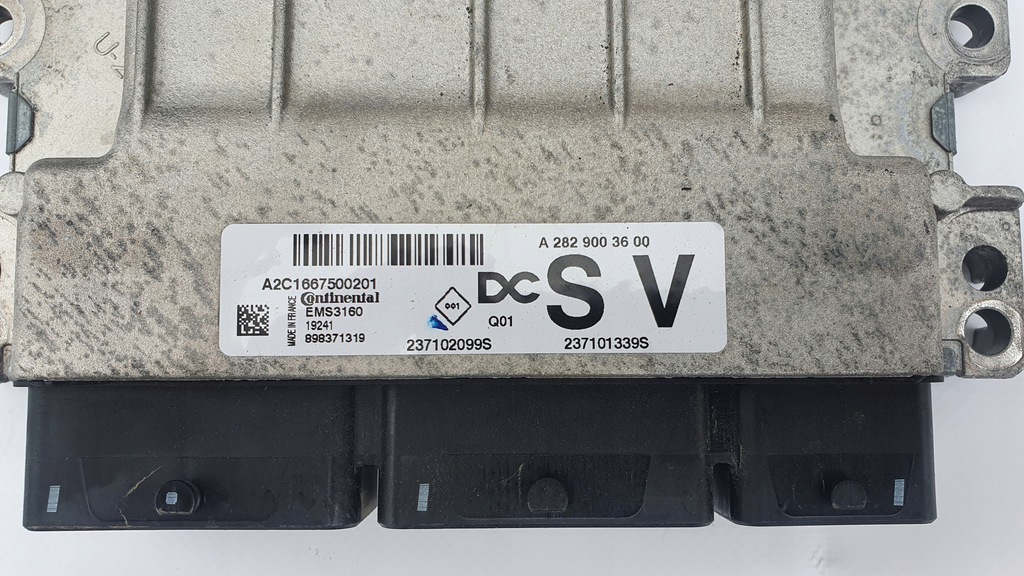 A 282 900 36 00
A2C1667500201
MADE IN FRANCE
Continental
EMS3160
19241
898371319
001
DC
Q01
S V
237102099S
237101339S